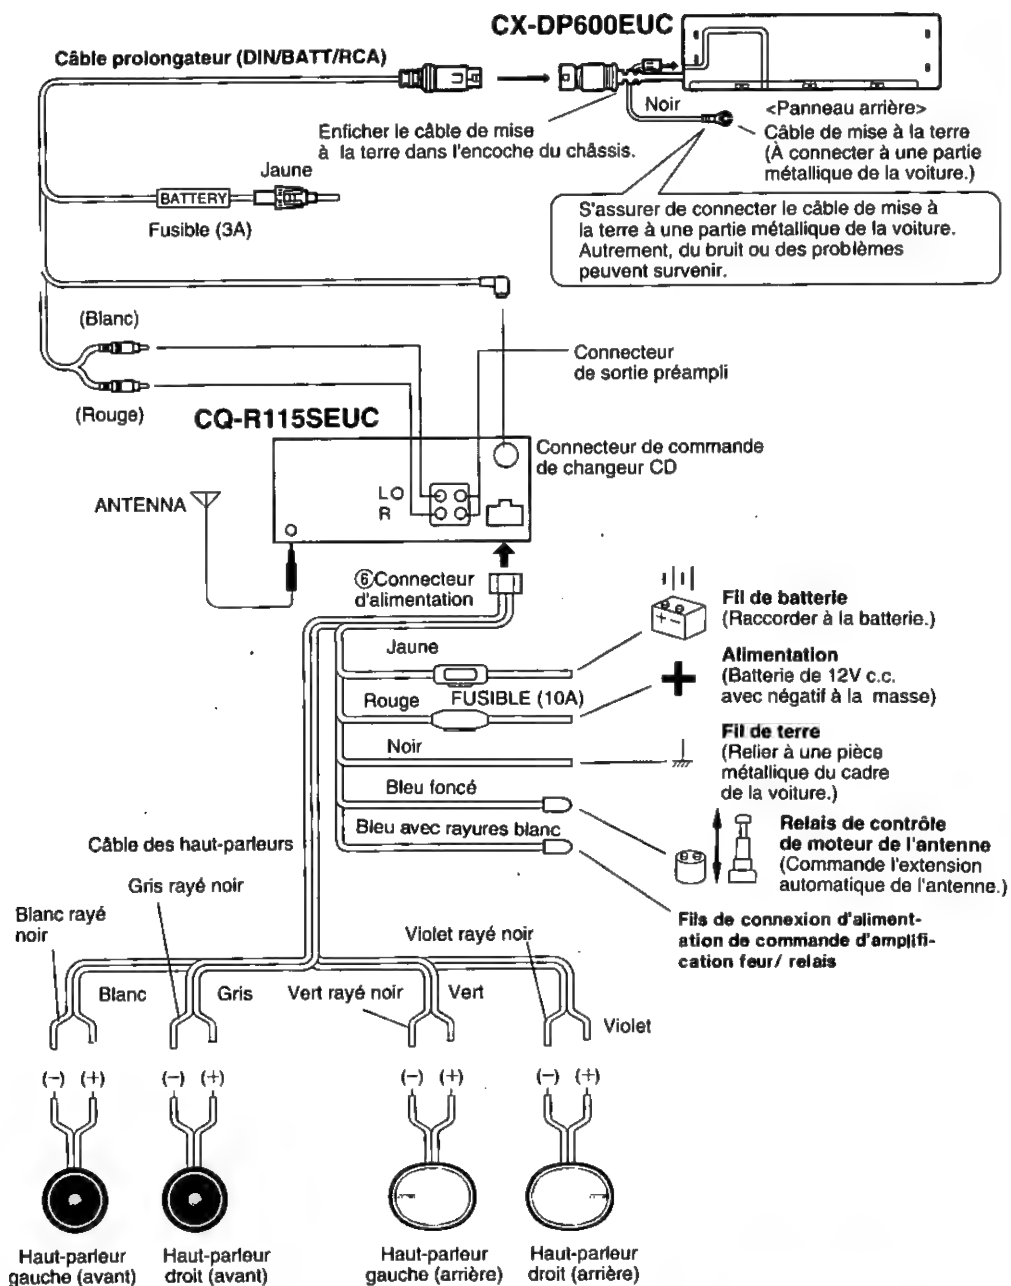 CX-DP600EUC
Câble prolongateur (DIN/BATT/RCA)
Noir
<Panneau arrière>
Enficher le câble de mise
à la terre dans l'encoche du châssis.
Câble de mise à la terre
(À connecter à une partie
métallique de la voiture.)
Jaune
BATTERY
Fusible (3A)
S'assurer de connecter le câble de mise à
la terre à une partie métallique de la voiture.
Autrement, du bruit ou des problèmes
peuvent survenir.
(Blanc)
(Rouge)
Connecteur
de sortie préampli
CQ-R115SEUC
Connecteur de commande
de changeur CD
L
R
ANTENNA
⑥Connecteur
d'alimentation
Jaune
Fil de batterie
(Raccorder à la batterie.)
Rouge
FUSIBLE (10A)
Alimentation
(Batterie de 12V c.c.
avec négatif à la masse)
Noir
Fil de terre
(Relier à une pièce
métallique du cadre
de la voiture.)
Bleu foncé
Bleu avec rayures blanc
Relais de contrôle
de moteur de l'antenne
(Commande l'extension
automatique de l'antenne.)
Fils de connexion d'aliment-
ation de commande d'amplifi-
cation feur/ relais
Câble des haut-parleurs
Gris rayé noir
Blanc rayé
noir
Violet rayé noir
Blanc
Gris
Vert rayé noir
Vert
Violet
(−) (+)
(−) (+)
(−) (+)
(−) (+)
Haut-parleur
gauche (avant)
Haut-parleur
droit (avant)
Haut-parleur
gauche (arrière)
Haut-parleur
droit (arrière)